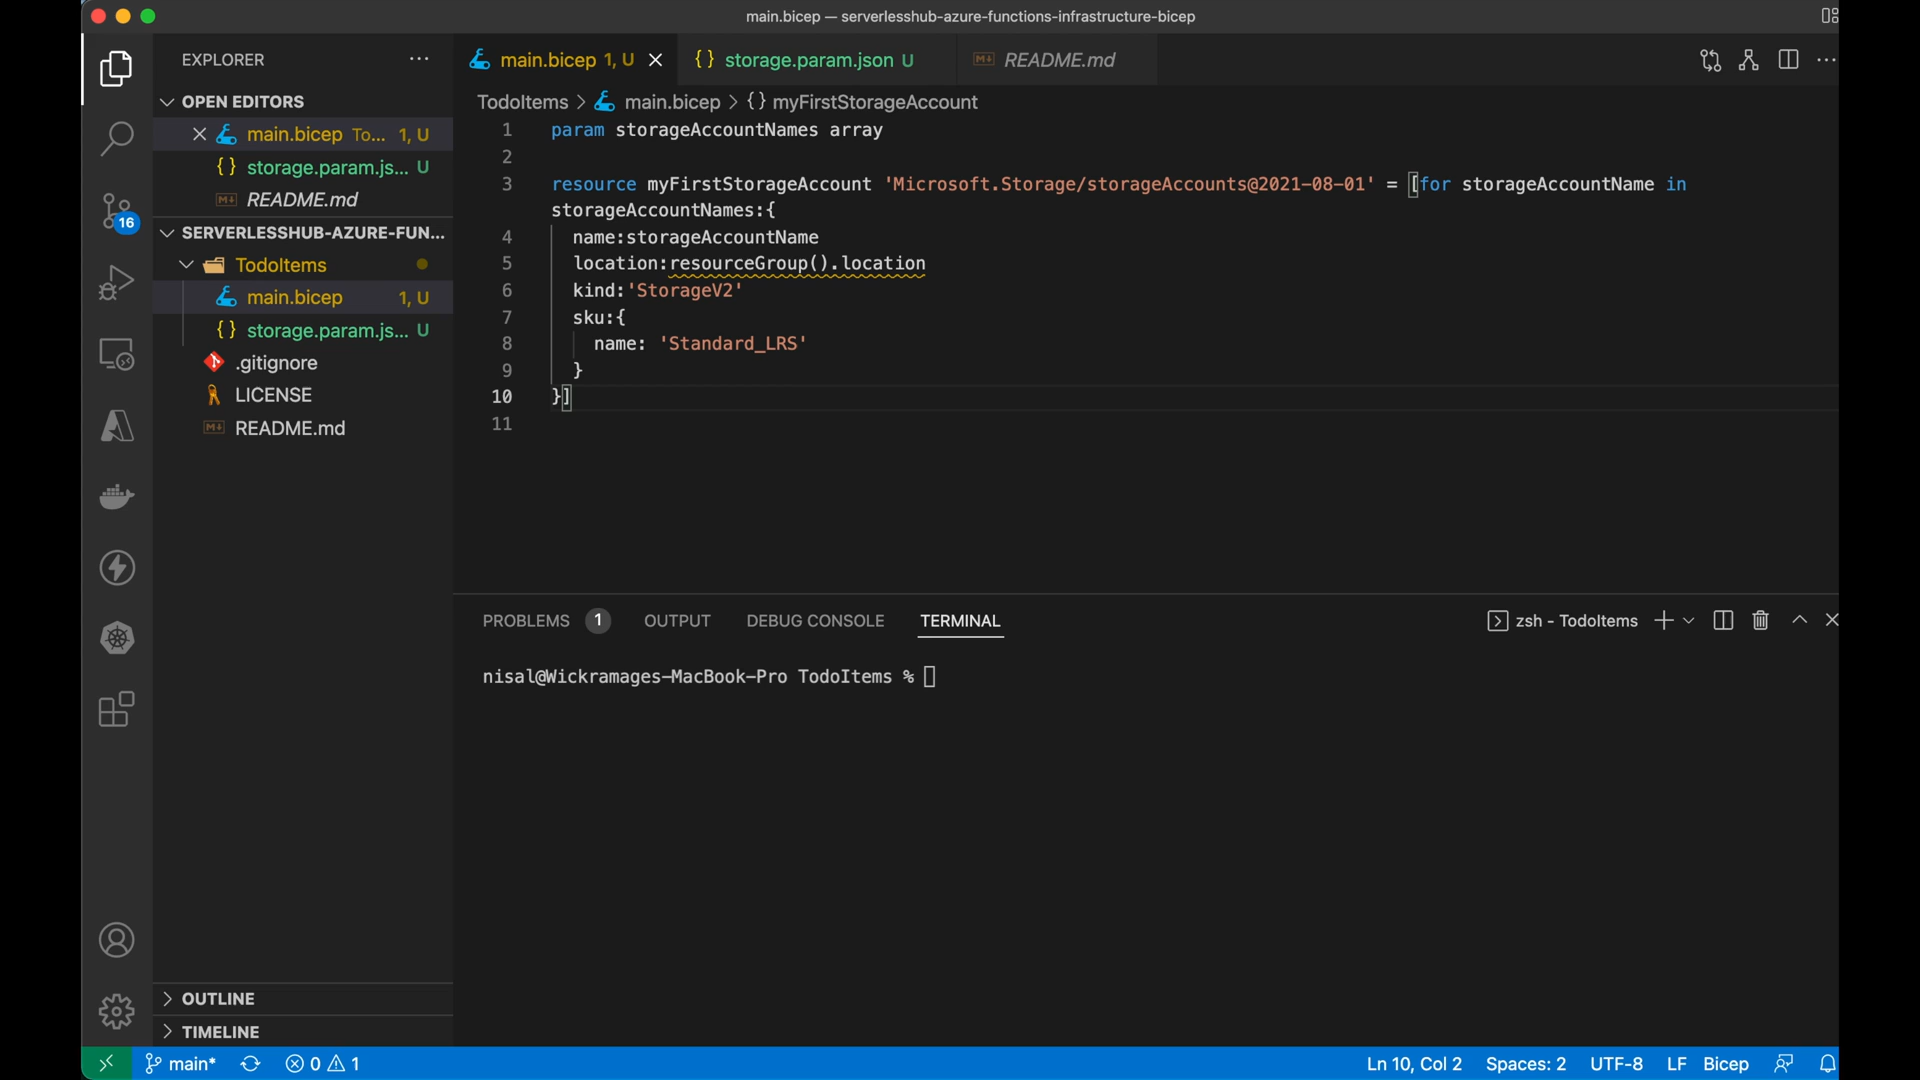 main.bicep — serverlesshub-azure-functions-infrastructure-bicep
EXPLORER
OPEN EDITORS
main.bicep To... 1, U
storage.param.js... U
README.md
SERVERLESSHUB-AZURE-FUN...
TodoItems
main.bicep 1, U
storage.param.js... U
.gitignore
LICENSE
README.md
OUTLINE
TIMELINE
16
main.bicep 1, U
storage.param.json U
README.md
TodoItems > main.bicep > {} myFirstStorageAccount
1 param storageAccountNames array
2
3 resource myFirstStorageAccount 'Microsoft.Storage/storageAccounts@2021-08-01' = [for storageAccountName in
storageAccountNames:{
4 name:storageAccountName
5 location:resourceGroup().location
6 kind:'StorageV2'
7 sku:{
8 name: 'Standard_LRS'
9 }
10 }]
11
PROBLEMS 1 OUTPUT DEBUG CONSOLE TERMINAL
zsh - TodoItems
nisal@Wickramages-MacBook-Pro TodoItems %
main* 0 1
Ln 10, Col 2 Spaces: 2 UTF-8 LF Bicep